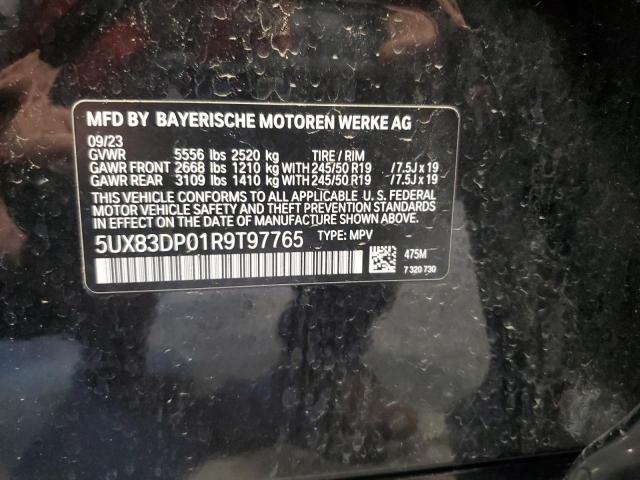 MFD BY BAYERISCHE MOTOREN WERKE AG
09/23
GVWR 5556 lbs 2520 kg TIRE / RIM
GAWR FRONT 2668 lbs 1210 kg WITH 245/50 R19 /7.5J x 19
GAWR REAR 3109 lbs 1410 kg WITH 245/50 R19 /7.5J x 19
THIS VEHICLE CONFORMS TO ALL APPLICABLE U. S. FEDERAL
MOTOR VEHICLE SAFETY AND THEFT PREVENTION STANDARDS
IN EFFECT ON THE DATE OF MANUFACTURE SHOWN ABOVE.
5UX83DP01R9T97765 TYPE: MPV
475M
7 320 730